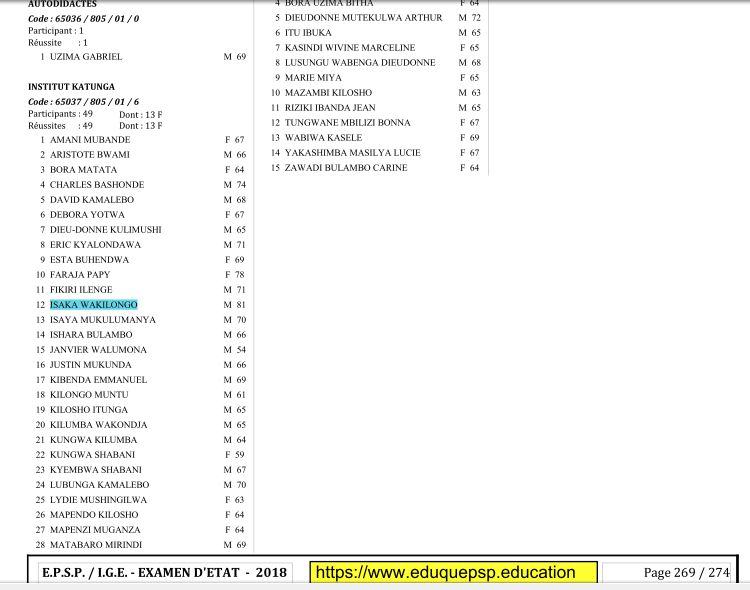 AUTODIDACTES
Code : 65036 / 805 / 01 / 0
Participant : 1
Réussite : 1
1 UZIMA GABRIEL M 69
INSTITUT KATUNGA
Code : 65037 / 805 / 01 / 6
Participants : 49 Dont : 13 F
Réussites : 49 Dont : 13 F
1 AMANI MUBANDE F 67
2 ARISTOTE BWAMI M 66
3 BORA MATATA F 64
4 CHARLES BASHONDE M 74
5 DAVID KAMALEBO M 68
6 DEBORA YOTWA F 67
7 DIEU-DONNE KULIMUSHI M 65
8 ERIC KYALONDAWA M 71
9 ESTA BUHENDWA F 69
10 FARAJA PAPY F 78
11 FIKIRI ILENGE M 71
12 ISAKA WAKILONGO M 81
13 ISAYA MUKULUMANYA M 70
14 ISHARA BULAMBO M 66
15 JANVIER WALUMONA M 54
16 JUSTIN MUKUNDA M 66
17 KIBENDA EMMANUEL M 69
18 KILONGO MUNTU M 61
19 KILOSHO ITUNGA M 65
20 KILUMBA WAKONDJA M 65
21 KUNGWA KILUMBA M 64
22 KUNGWA SHABANI F 59
23 KYEMBWA SHABANI M 67
24 LUBUNGA KAMALEBO M 70
25 LYDIE MUSHINGILWA F 63
26 MAPENDO KILOSHO F 64
27 MAPENZI MUGANZA F 64
28 MATABARO MIRINDI M 69
4 BORA UZIMA BITHA F 64
5 DIEUDONNE MUTEKULWA ARTHUR M 72
6 ITU IBUKA M 65
7 KASINDI WIVINE MARCELINE F 65
8 LUSUNGU WABENGA DIEUDONNE M 68
9 MARIE MIYA F 65
10 MAZAMBI KILOSHO M 63
11 RIZIKI IBANDA JEAN M 65
12 TUNGWANE MBILIZI BONNA F 67
13 WABIWA KASELE F 69
14 YAKASHIMBA MASILYA LUCIE F 67
15 ZAWADI BULAMBO CARINE F 64
E.P.S.P. / I.G.E. - EXAMEN D'ETAT - 2018
https://www.eduquepsp.education
Page 269 / 274